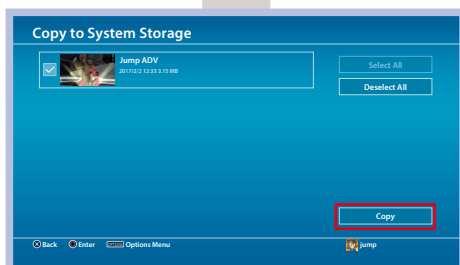 Copy to System Storage
Jump ADV
2017/2/2 12:33 3.15 MB
Select All
Deselect All
Copy
Back Enter OPTIONS Options Menu
jump